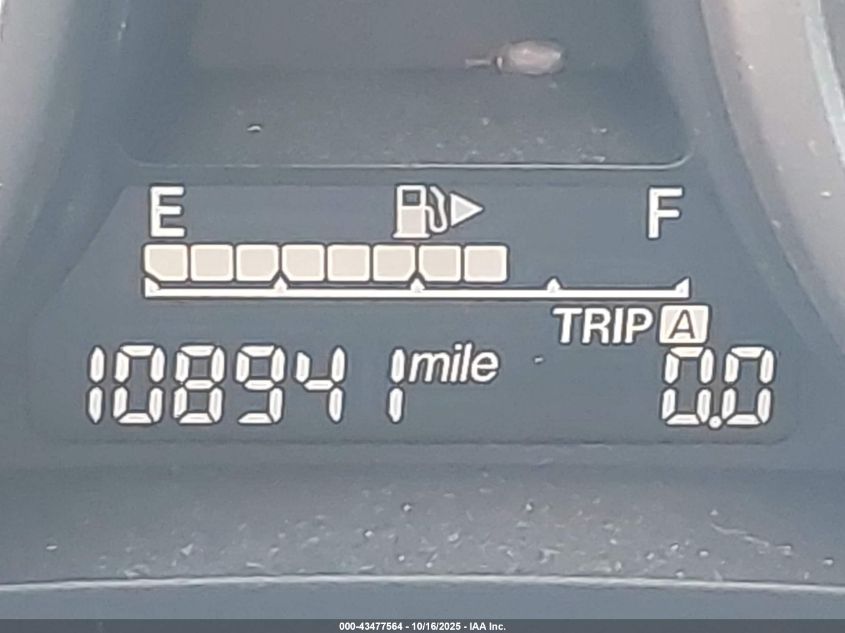 E F
TRIP A
108941 mile 0.0
000-43477564 - 10/16/2025 - IAA Inc.